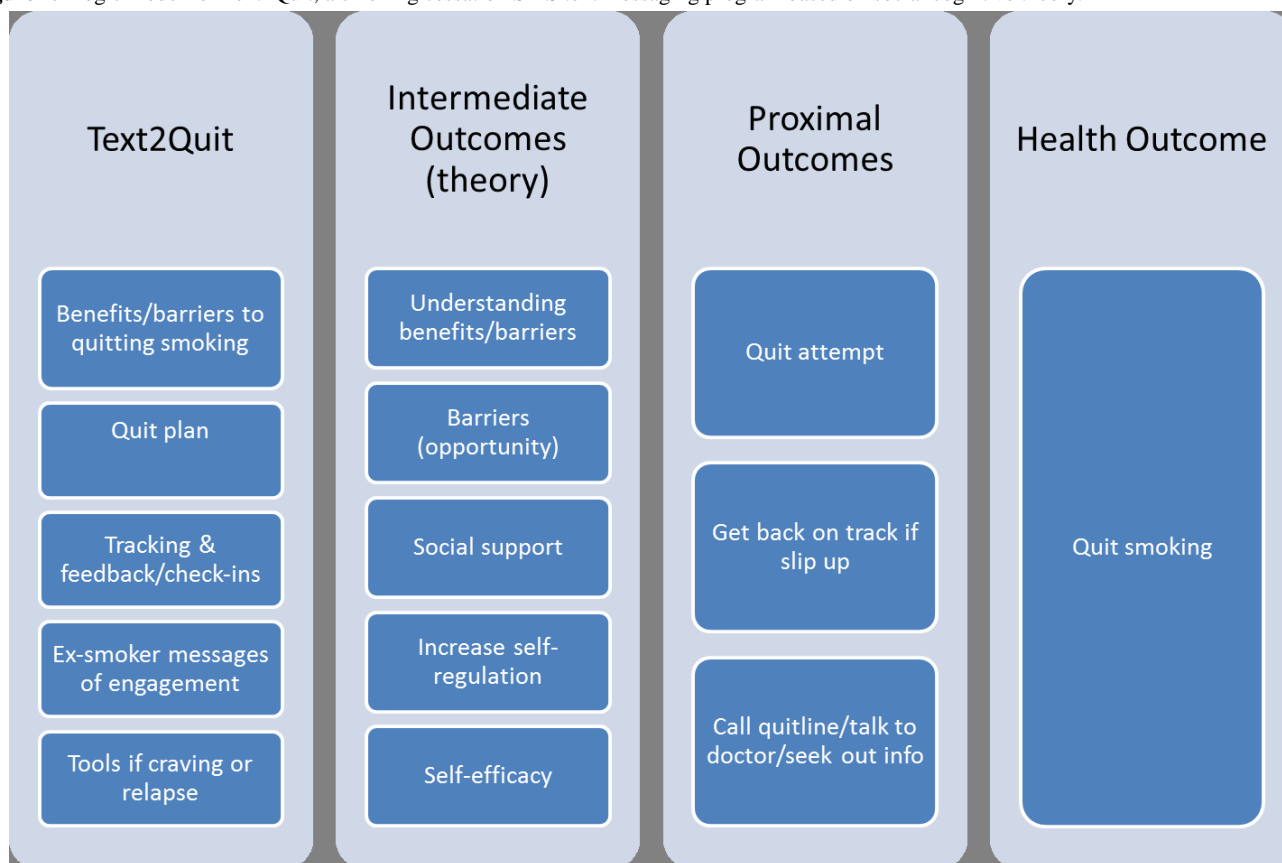 Text2Quit
Benefits/barriers to
quitting smoking
Quit plan
Tracking &
feedback/check-ins
Ex-smoker messages
of engagement
Tools if craving or
relapse
Intermediate
Outcomes
(theory)
Understanding
benefits/barriers
Barriers
(opportunity)
Social support
Increase self-
regulation
Self-efficacy
Proximal
Outcomes
Quit attempt
Get back on track if
slip up
Call quitline/talk to
doctor/seek out info
Health Outcome
Quit smoking